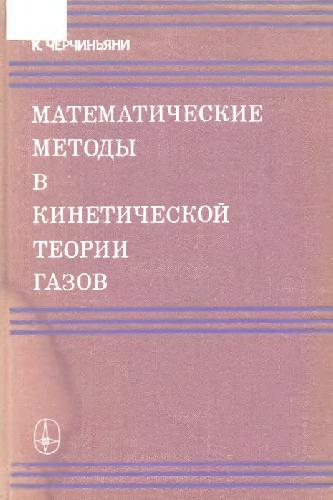 К. ЧЕРЧИНЬЯНИ
МАТЕМАТИЧЕСКИЕ
МЕТОДЫ
В
КИНЕТИЧЕСКОЙ
ТЕОРИИ
ГАЗОВ